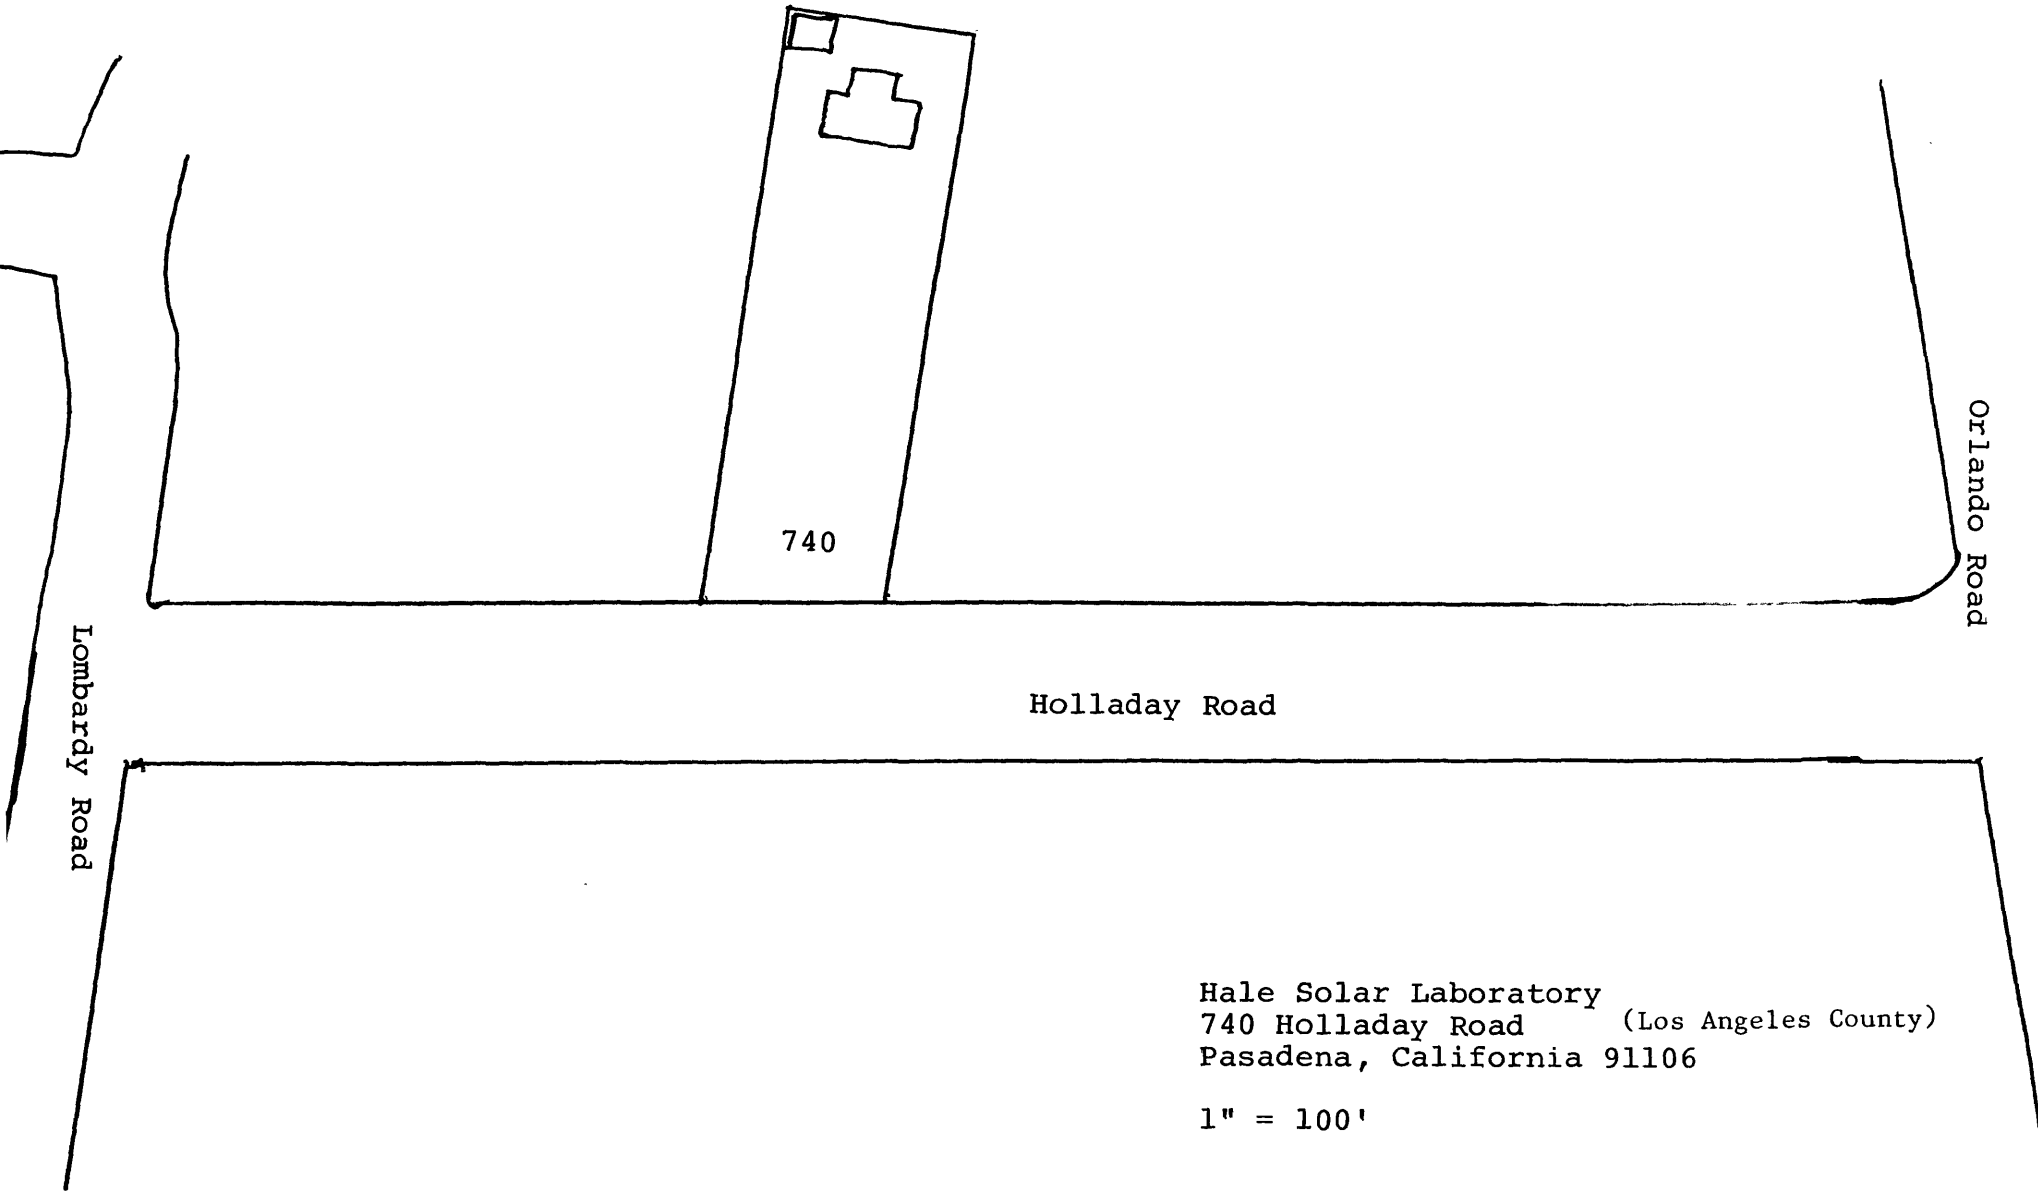 740
Orlando Road
Lombardy Road
Holladay Road
Hale Solar Laboratory
740 Holladay Road (Los Angeles County)
Pasadena, California 91106
1" = 100'